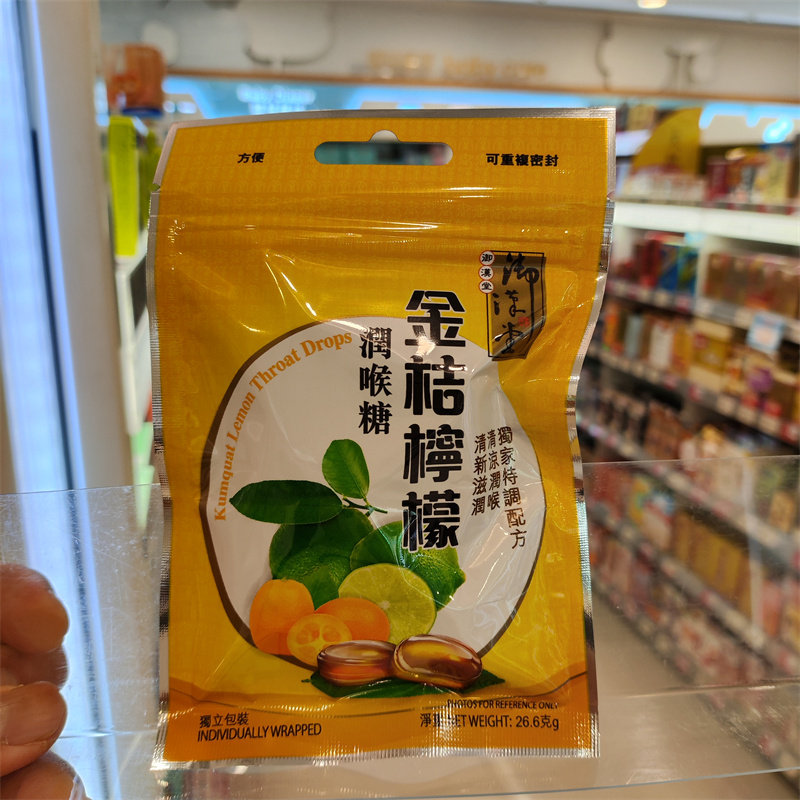 方便
可重複密封
御漢堂
御漢堂
金桔檸檬
潤喉糖
Kumquat Lemon Throat Drops
獨家特調配方
清涼潤喉
清新滋潤
PHOTOS FOR REFERENCE ONLY
獨立包裝
INDIVIDUALLY WRAPPED
NET WEIGHT: 26.6克g